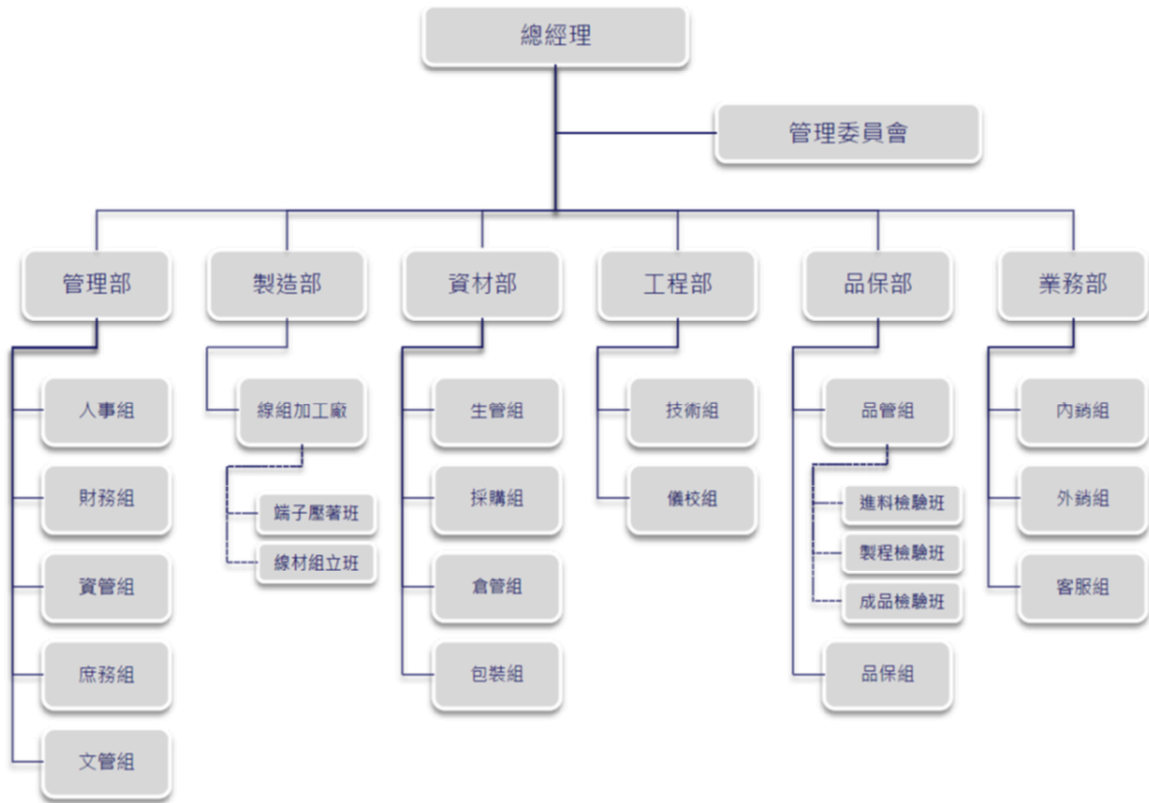 總經理
管理委員會
管理部
製造部
資材部
工程部
品保部
業務部
人事組
財務組
資管組
庶務組
文管組
線組加工廠
端子壓著班
線材組立班
生管組
採購組
倉管組
包裝組
技術組
儀校組
品管組
進料檢驗班
製程檢驗班
成品檢驗班
品保組
內銷組
外銷組
客服組